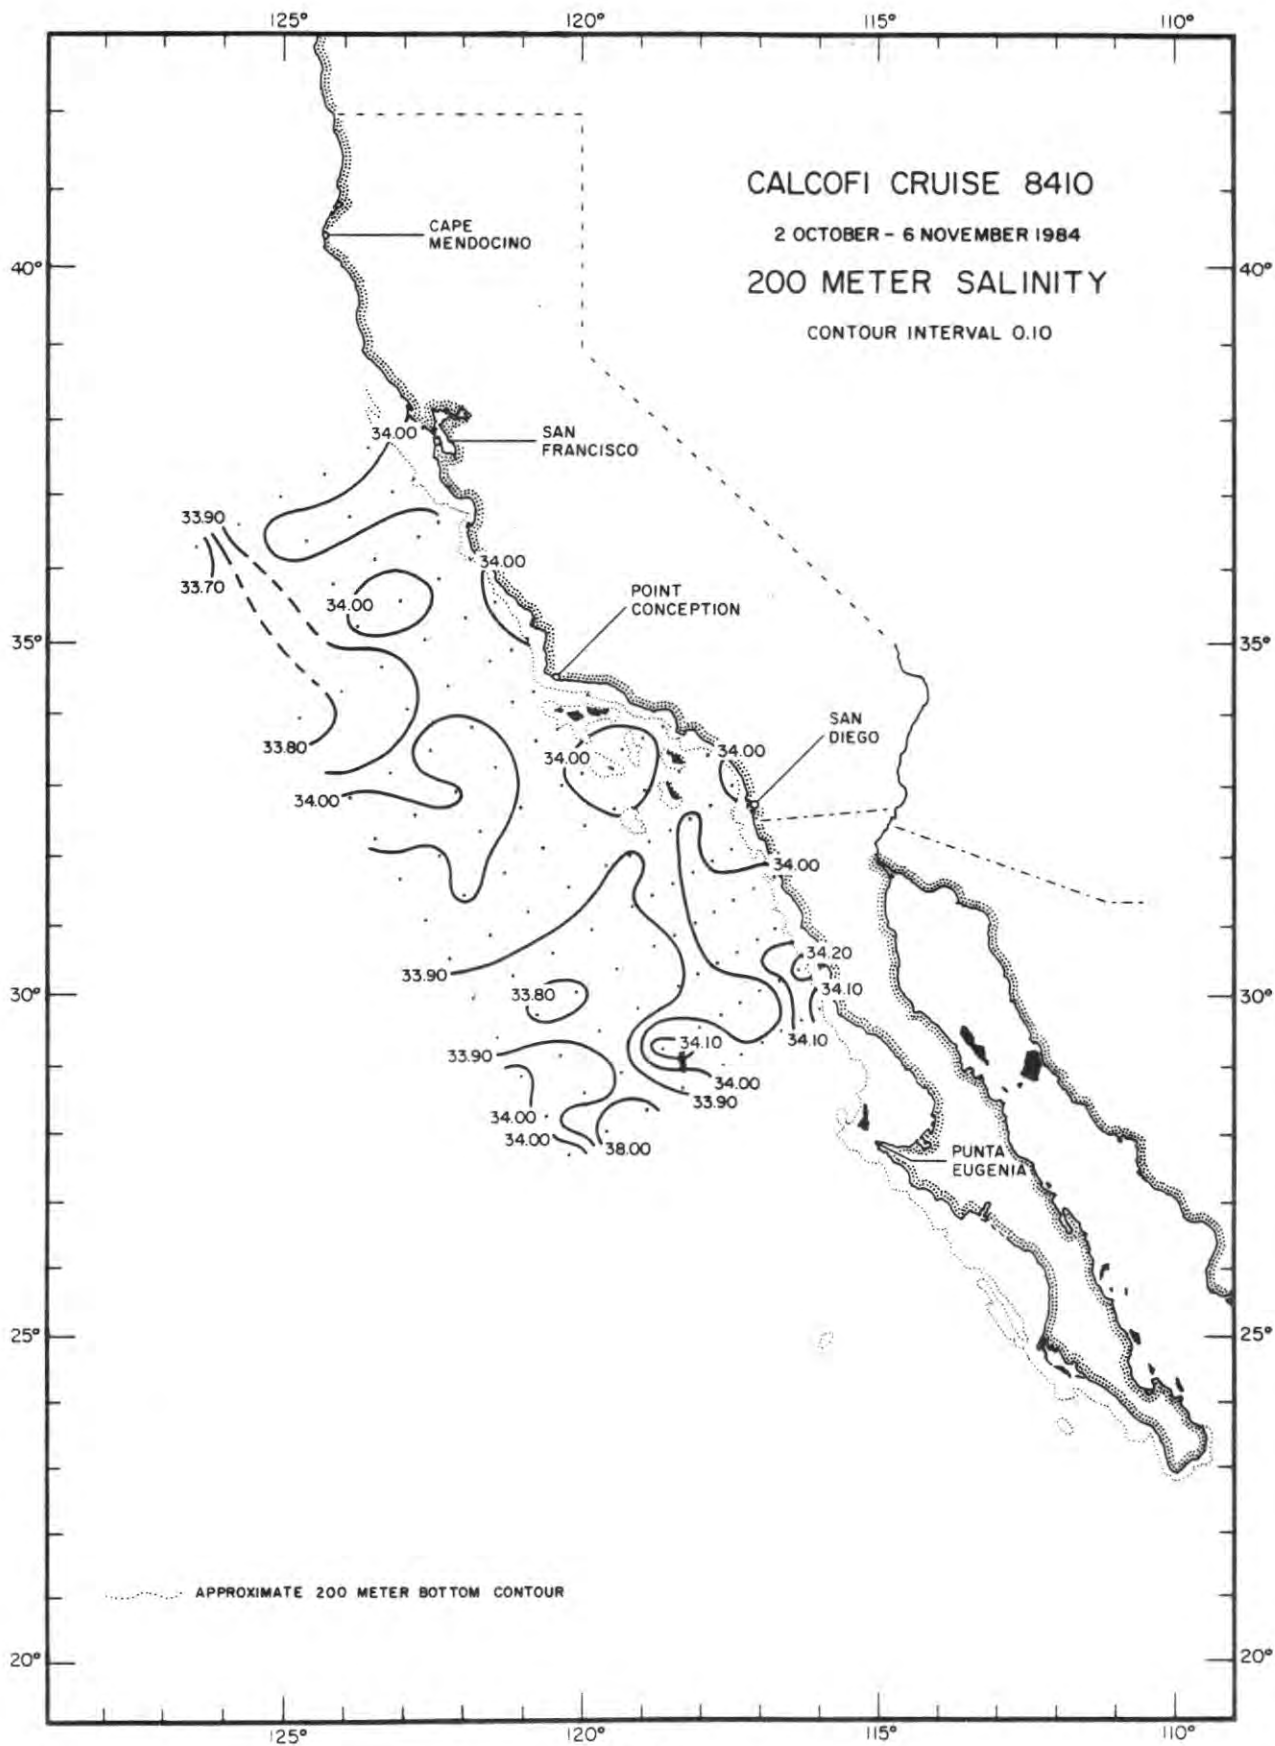 125°
120°
115°
110°
CALCOFI CRUISE 8410
2 OCTOBER - 6 NOVEMBER 1984
200 METER SALINITY
CONTOUR INTERVAL 0.10
CAPE
MENDOCINO
40°
40°
34.00
SAN
FRANCISCO
33.90
33.70
34.00
34.00
POINT
CONCEPTION
35°
35°
33.80
34.00
34.00
34.00
SAN
DIEGO
34.00
33.90
34.20
34.10
33.80
34.10
34.10
30°
30°
33.90
34.00
33.90
34.00
34.00
38.00
PUNTA
EUGENIA
25°
25°
APPROXIMATE 200 METER BOTTOM CONTOUR
20°
20°
125°
120°
115°
110°